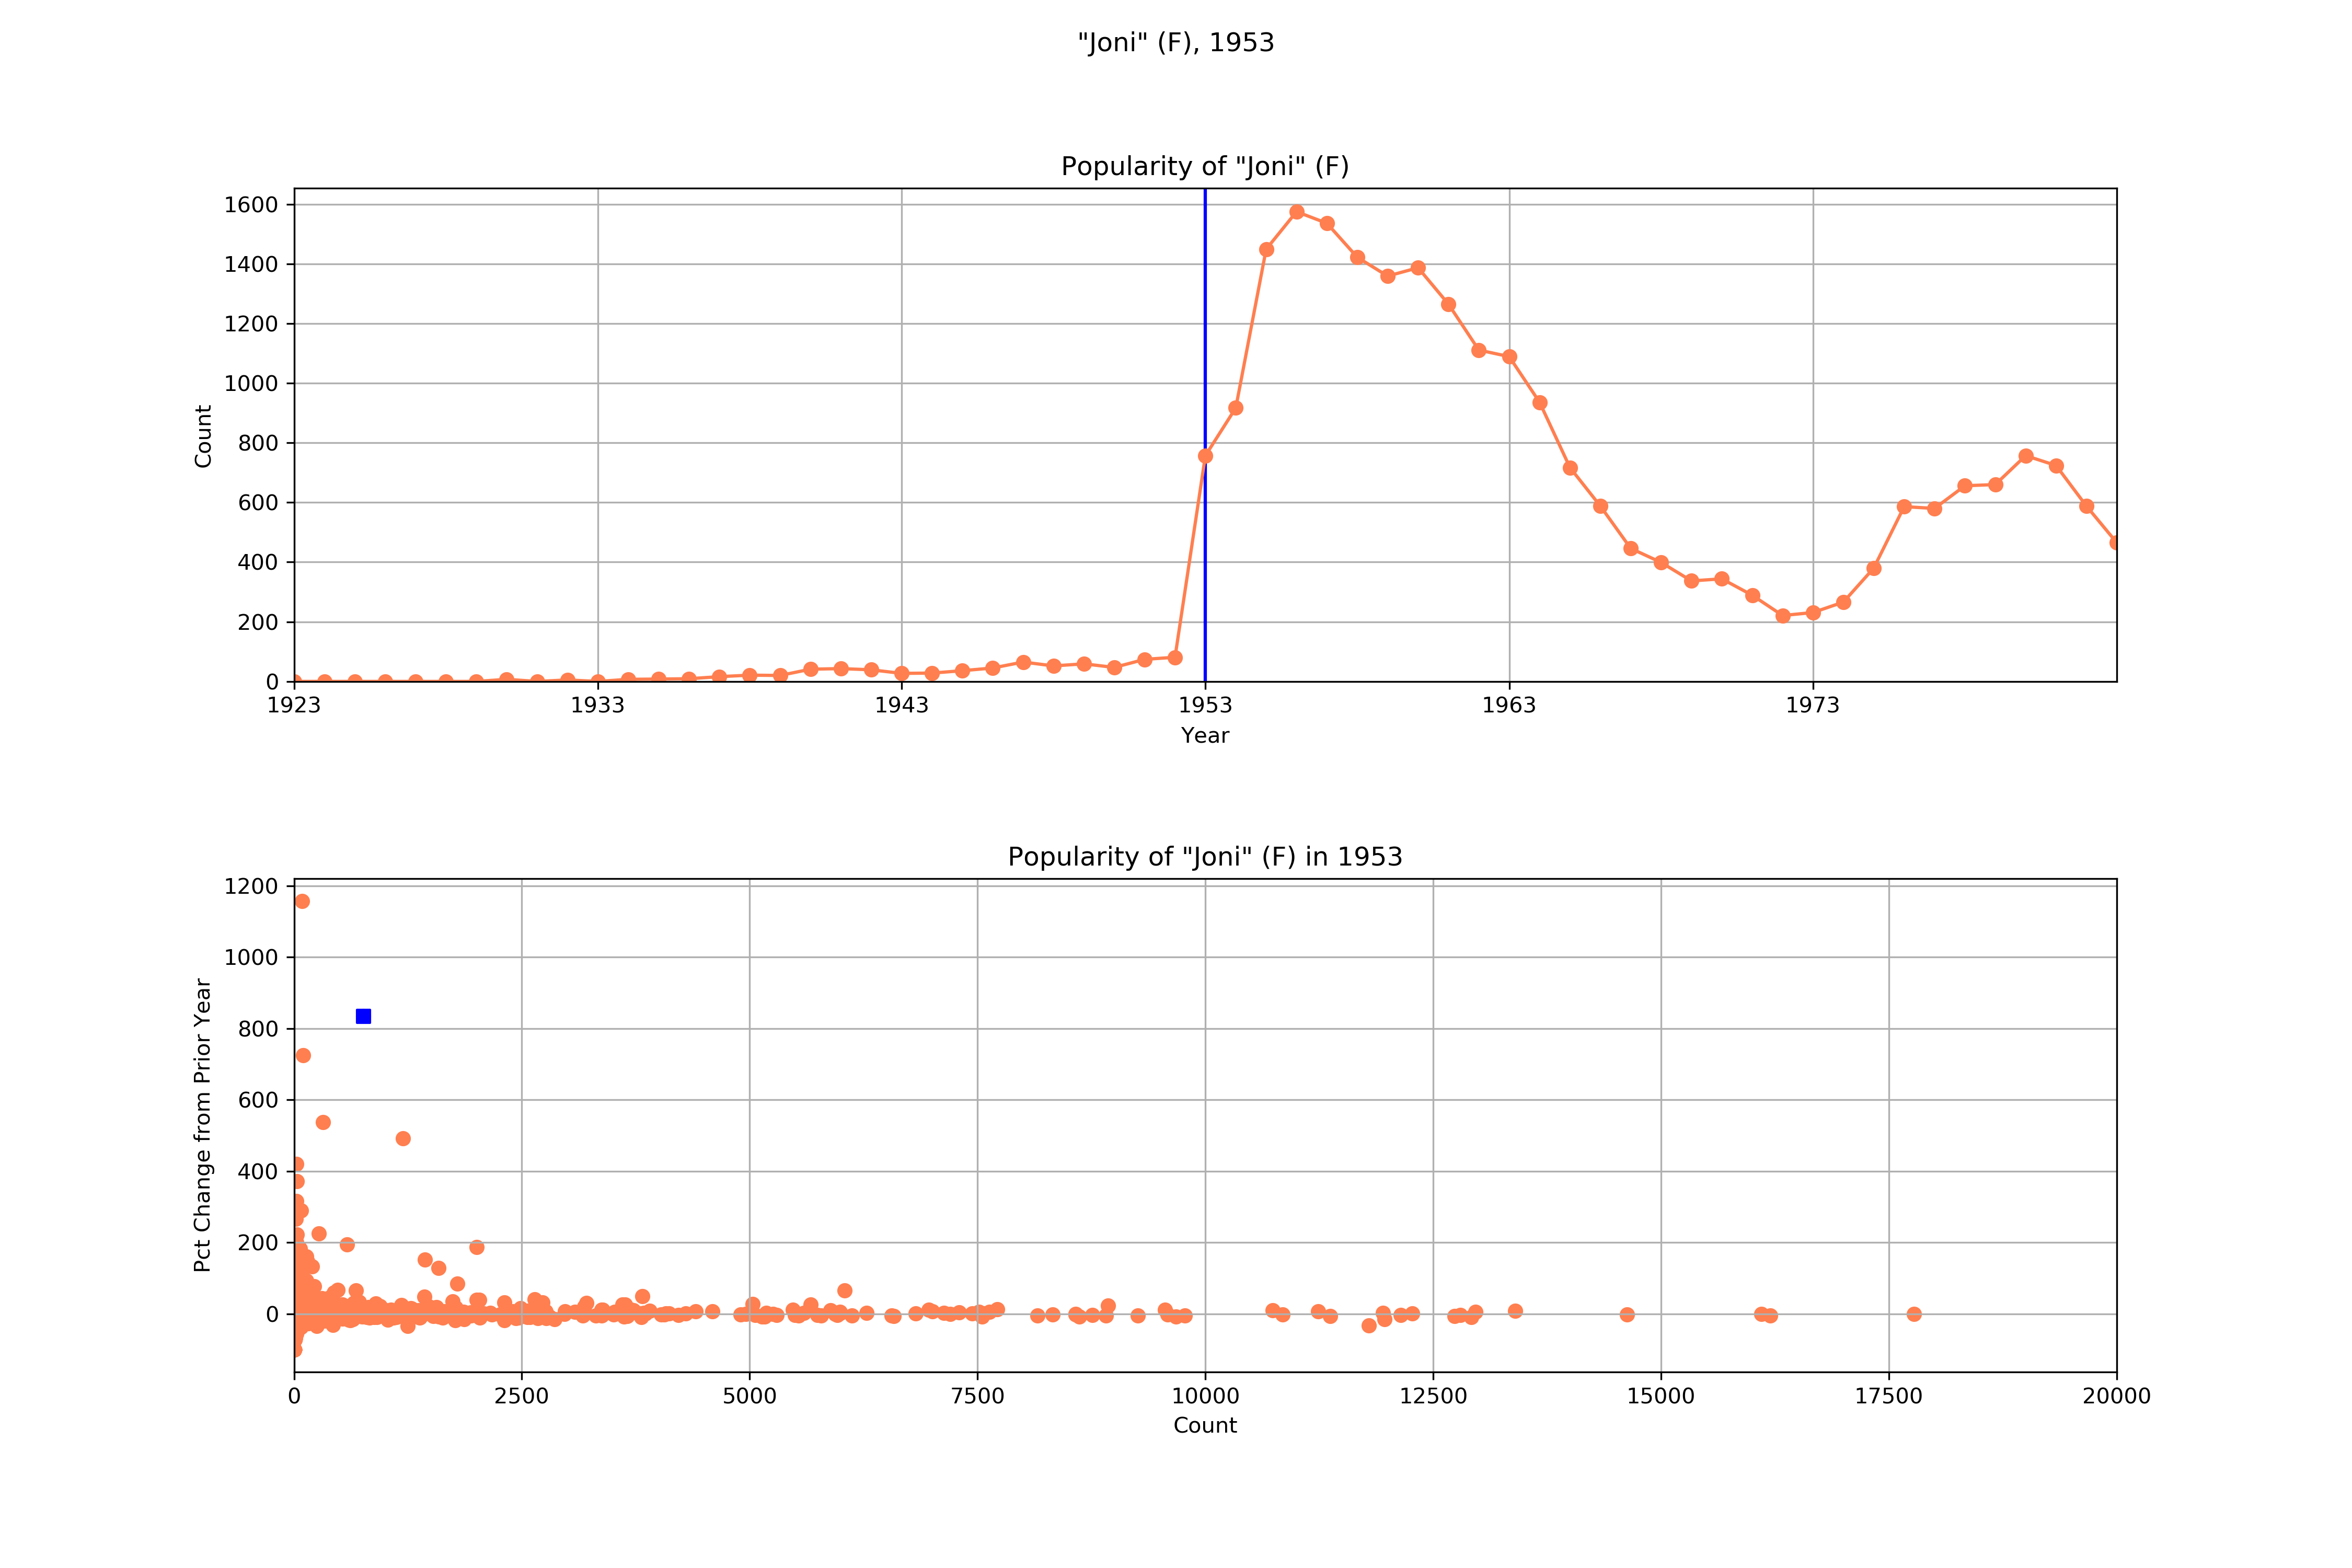 "Joni" (F), 1953
Popularity of "Joni" (F)
1600
1400
1200
1000
800
600
400
200
0
Count
1923 1933 1943 1953 1963 1973
Year
Popularity of "Joni" (F) in 1953
1200
1000
800
600
400
200
0
Pct Change from Prior Year
0 2500 5000 7500 10000 12500 15000 17500 20000
Count